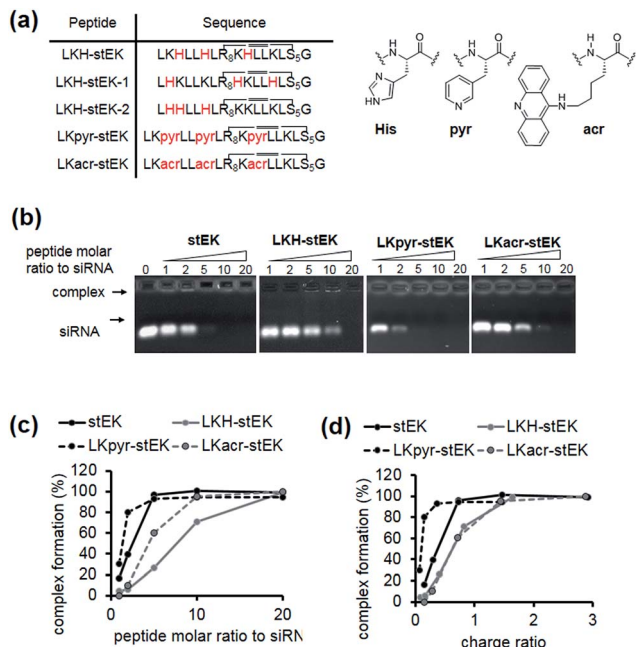 (a)
Peptide Sequence
LKH-stEK LKHLLHLR8KHLLKLS5G
LKH-stEK-1 LHKLLKLR8HKLLHLS5G
LKH-stEK-2 LHHLLHLR8KKLLKLS5G
LKpyr-stEK LKpyrLLpyrLR8KpyrLLKLS5G
LKacr-stEK LKacrLLacrLR8KacrLLKLS5G
N H O N H O N H O
N NH N N N H
His pyr acr
(b)
stEK LKH-stEK LKpyr-stEK LKacr-stEK
peptide molar
ratio to siRNA
0 1 2 5 10 20 1 2 5 10 20 1 2 5 10 20 1 2 5 10 20
complex
siRNA
(c)
stEK LKH-stEK
LKpyr-stEK LKacr-stEK
complex formation (%)
120
100
80
60
40
20
0
0 10 20
peptide molar ratio to siRN
(d)
stEK LKH-stEK
LKpyr-stEK LKacr-stEK
complex formation (%)
120
100
80
60
40
20
0
0 1 2 3
charge ratio